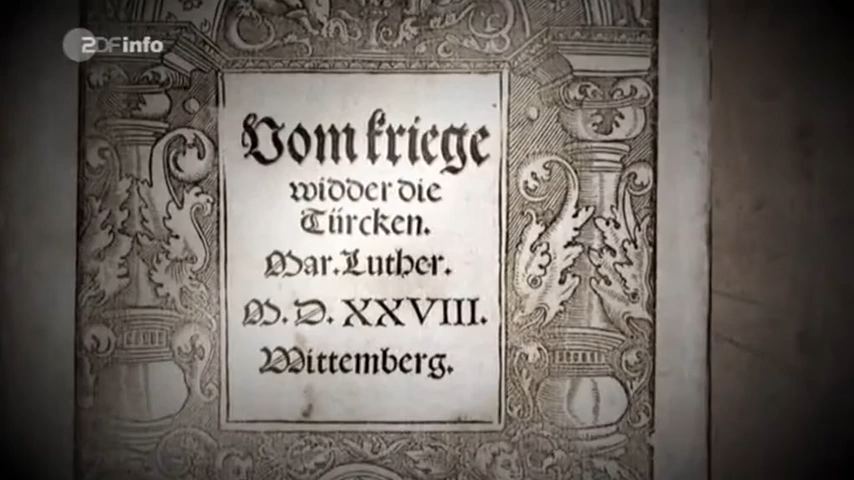 ZDFinfo
Vom kriege
widder die
Türcken.
Mar. Luther.
M. D. XXVIII.
Wittemberg.